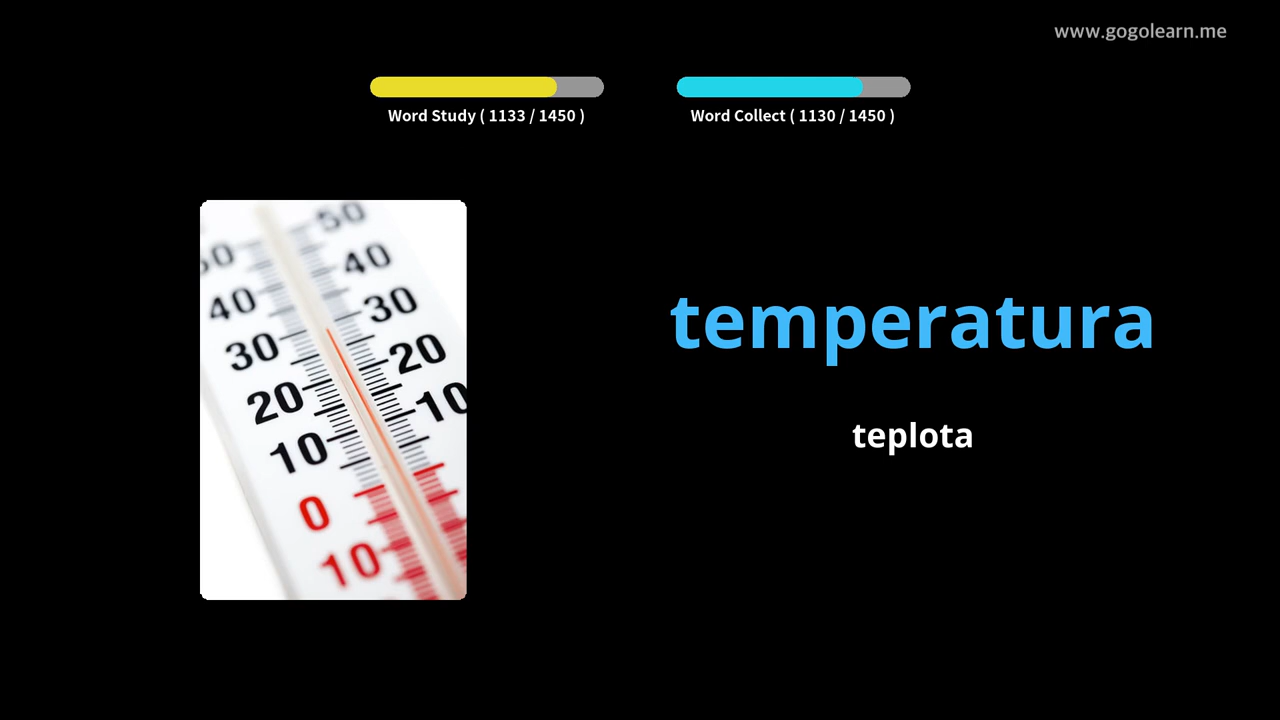 www.gogolearn.me
Word Study ( 1133 / 1450 )
Word Collect ( 1130 / 1450 )
50
50
40
40
30
30
20
20
10
10
0
10
temperatura
teplota